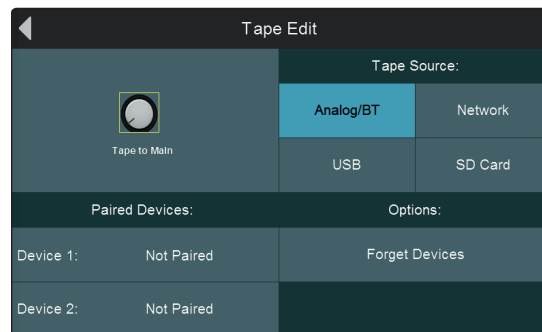 Tape Edit
Tape Source:
Analog/BT
Network
Tape to Main
USB
SD Card
Paired Devices:
Options:
Device 1:
Not Paired
Forget Devices
Device 2:
Not Paired